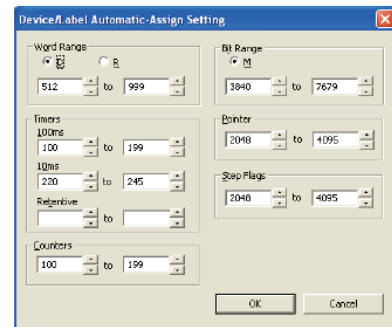 Device/Label Automatic-Assign Setting
Word Range
D R
512 to 999
Timers
100ms
100 to 199
10ms
220 to 245
Retentive
to
Counters
100 to 199
Bit Range
M
3840 to 7679
Pointer
2048 to 4095
Step Flags
2048 to 4095
OK Cancel